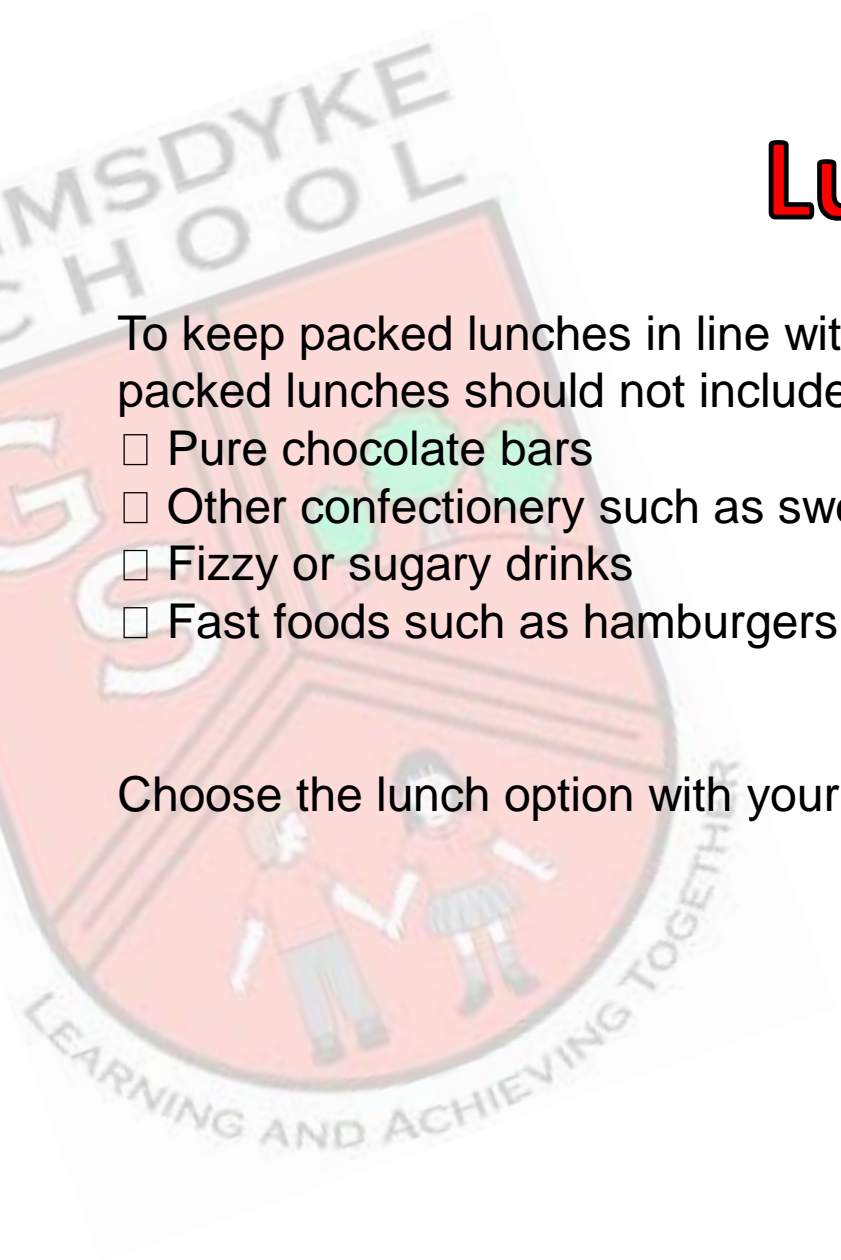 MSDYKE
CHOOL
Lu
To keep packed lunches in line wit
packed lunches should not include
Pure chocolate bars
Other confectionery such as swe
Fizzy or sugary drinks
Fast foods such as hamburgers
Choose the lunch option with your
G
S
LEARNING AND ACHIEVING TOGETHER